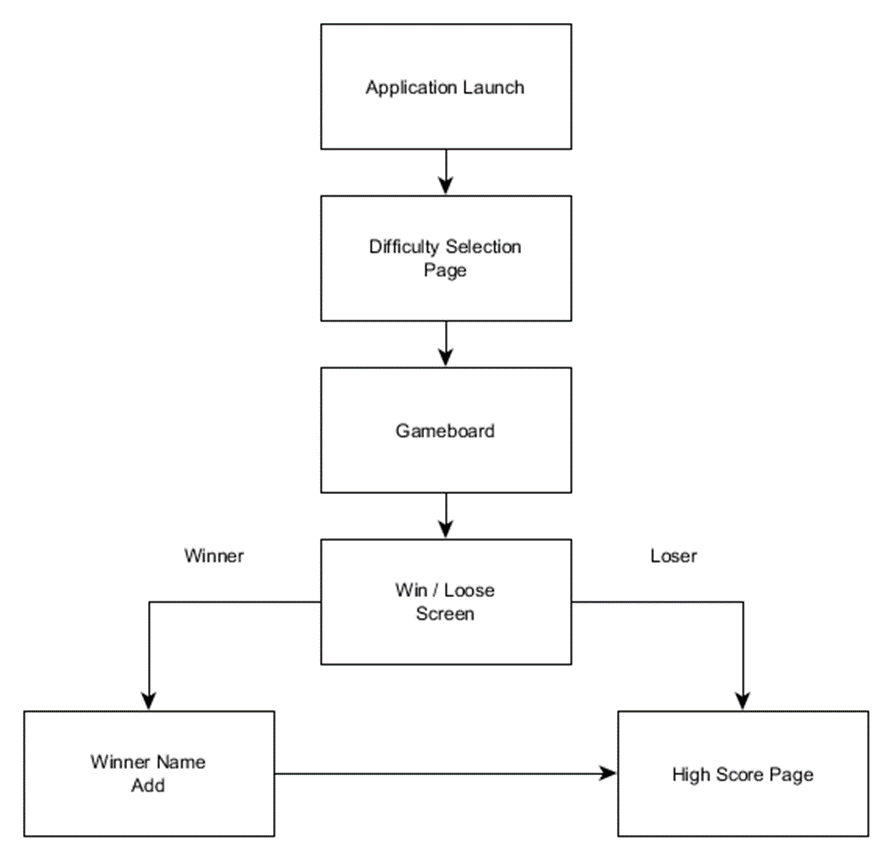 Application Launch
Difficulty Selection
Page
Gameboard
Winner
Loser
Win / Loose
Screen
Winner Name
Add
High Score Page